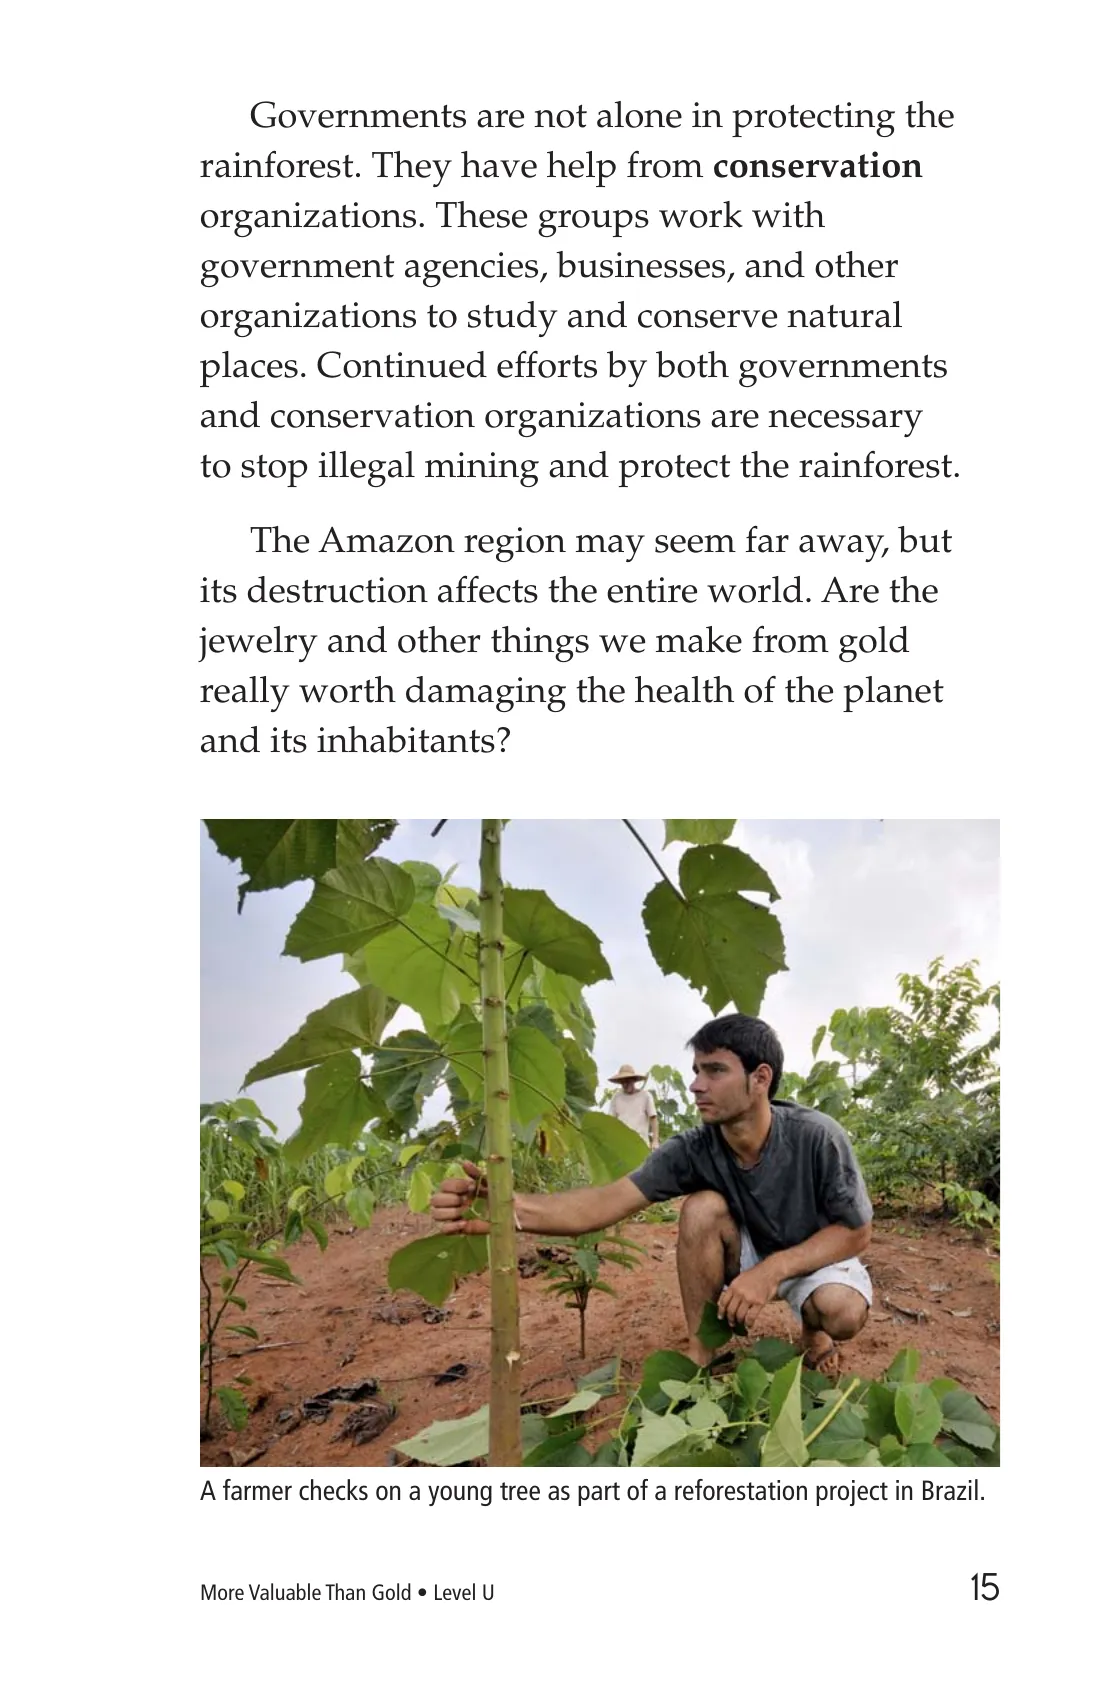 Governments are not alone in protecting the
rainforest. They have help from conservation
organizations. These groups work with
government agencies, businesses, and other
organizations to study and conserve natural
places. Continued efforts by both governments
and conservation organizations are necessary
to stop illegal mining and protect the rainforest.
The Amazon region may seem far away, but
its destruction affects the entire world. Are the
jewelry and other things we make from gold
really worth damaging the health of the planet
and its inhabitants?
A farmer checks on a young tree as part of a reforestation project in Brazil.
More Valuable Than Gold • Level U
15